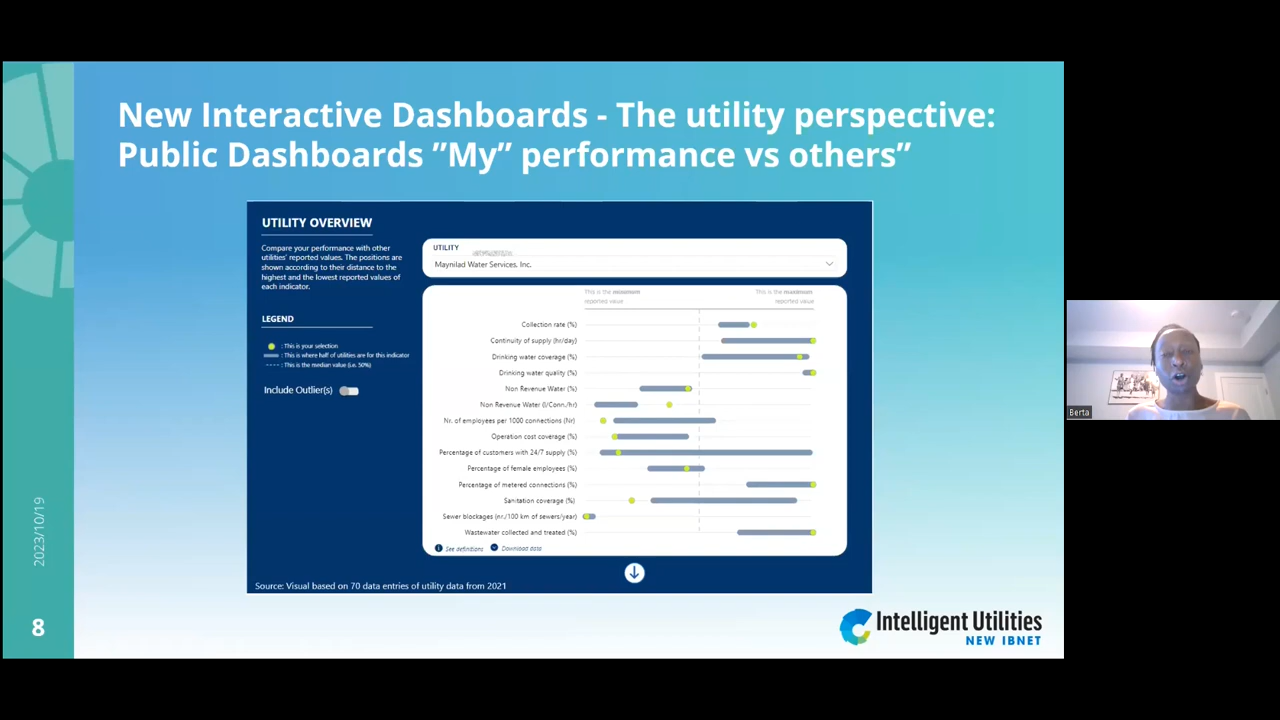 New Interactive Dashboards - The utility perspective:
Public Dashboards ”My” performance vs others”
UTILITY OVERVIEW
Compare your performance with other
utilities' reported values. The positions are
shown according to their distance to the
highest and the lowest reported values of
each indicator.
LEGEND
: This is your selection
: This is where half of utilities are for this indicator
: This is the median value (i.e. 50%)
Include Outlier(s)
UTILITY
Maynilad Water Services, Inc.
This is the minimum
reported value
This is the maximum
reported value
Collection rate (%)
Continuity of supply (hr/day)
Drinking water coverage (%)
Drinking water quality (%)
Non Revenue Water (%)
Non Revenue Water (l/Conn./hr)
Nr. of employees per 1000 connections (Nr)
Operation cost coverage (%)
Percentage of customers with 24/7 supply (%)
Percentage of female employees (%)
Percentage of metered connections (%)
Sanitation coverage (%)
Sewer blockages (nr./100 km of sewers/year)
Wastewater collected and treated (%)
See definitions
Download data
Source: Visual based on 70 data entries of utility data from 2021
2023/10/19
8
Intelligent Utilities
NEW IBNET
Berta